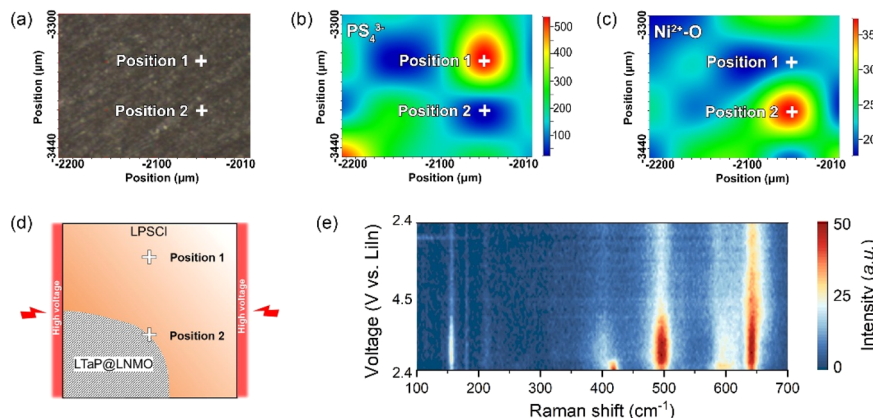 (a)
-3300
Position 1
Position 2
-3440
Position (µm)
-2200
-2100
-2010
Position (µm)
(b)
PS₄³⁻
-3300
Position 1
Position 2
-3440
Position (µm)
-2200
-2100
-2010
Position (µm)
500
400
300
200
100
(c)
Ni²⁺-O
-3300
Position 1
Position 2
-3440
Position (µm)
-2200
-2100
-2010
Position (µm)
35
30
25
20
(d)
LPSCl
Position 1
Position 2
High voltage
High voltage
LTaP@LNMO
(e)
2.4
4.5
2.4
Voltage (V vs. LiIn)
100
200
300
400
500
600
700
Raman shift (cm⁻¹)
50
25
0
Intensity (a.u.)